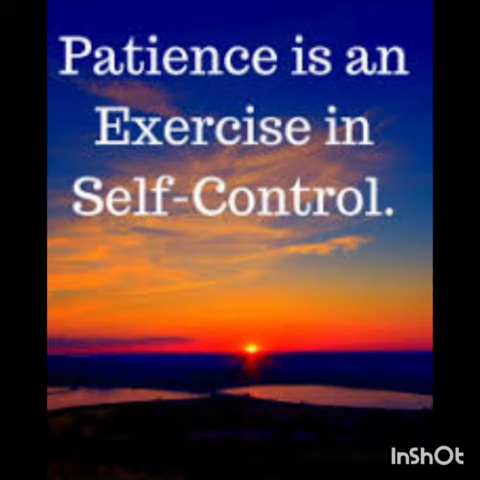 Patience is an
Exercise in
Self-Control.
InShOt